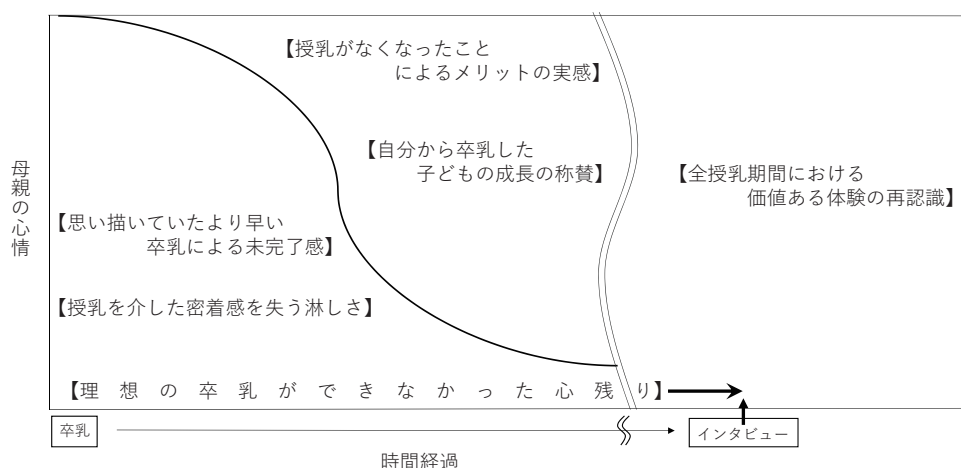 【授乳がなくなったこと
によるメリットの実感】
【自分から卒乳した
子どもの成長の称賛】
【全授乳期間における
価値ある体験の再認識】
母親の心情
【思い描いていたより早い
卒乳による未完了感】
【授乳を介した密着感を失う淋しさ】
【理想の卒乳ができなかった心残り】
卒乳
インタビュー
時間経過